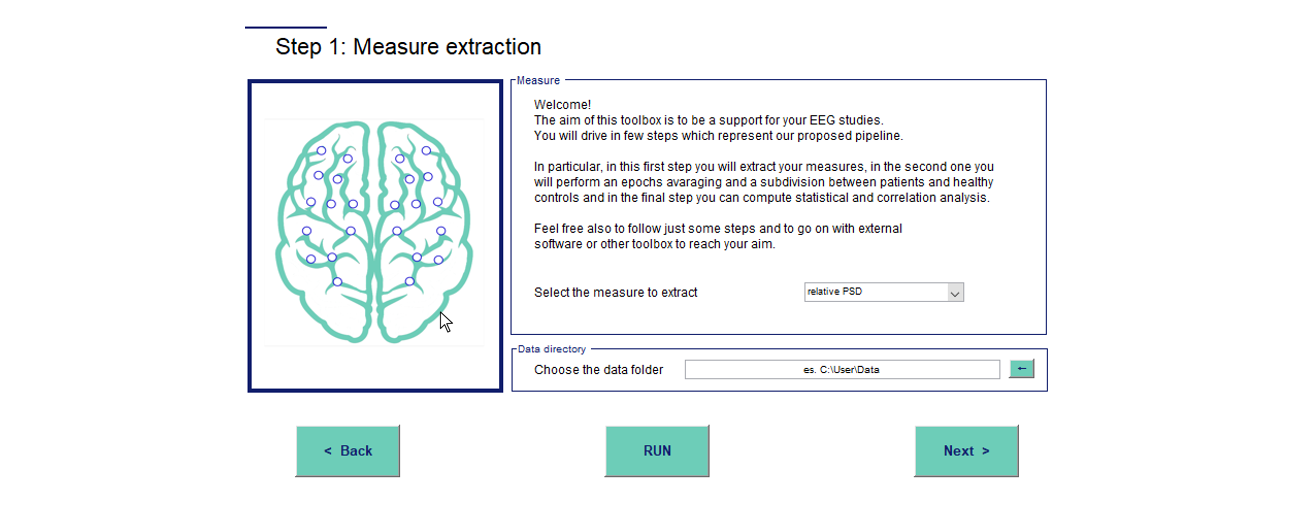 Step 1: Measure extraction
Measure
Welcome!
The aim of this toolbox is to be a support for your EEG studies.
You will drive in few steps which represent our proposed pipeline.
In particular, in this first step you will extract your measures, in the second one you
will perform an epochs avaraging and a subdivision between patients and healthy
controls and in the final step you can compute statistical and correlation analysis.
Feel free also to follow just some steps and to go on with external
software or other toolbox to reach your aim.
Select the measure to extract
relative PSD
Data directory
Choose the data folder
es. C:\User\Data
←
< Back
RUN
Next >